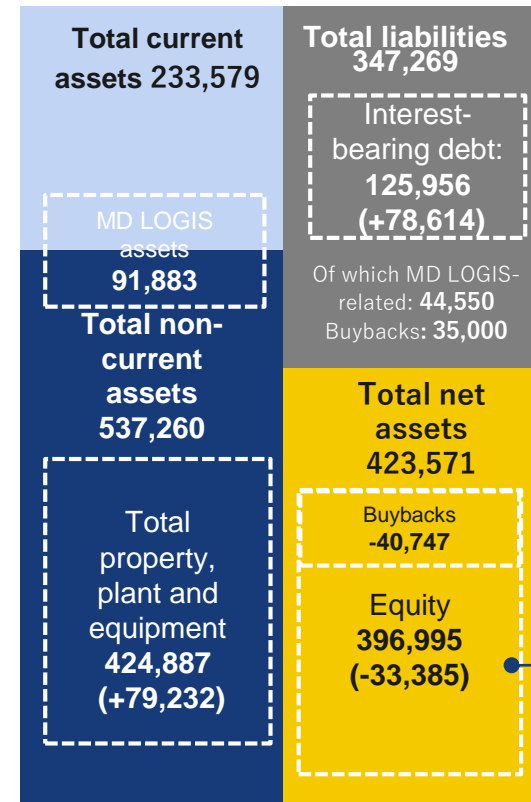 Total current
assets 233,579
MD LOGIS
assets
91,883
Total non-
current
assets
537,260
Total
property,
plant and
equipment
424,887
(+79,232)
Total liabilities
347,269
Interest-
bearing debt:
125,956
(+78,614)
Of which MD LOGIS-
related: 44,550
Buybacks: 35,000
Total net
assets
423,571
Buybacks
-40,747
Equity
396,995
(-33,385)